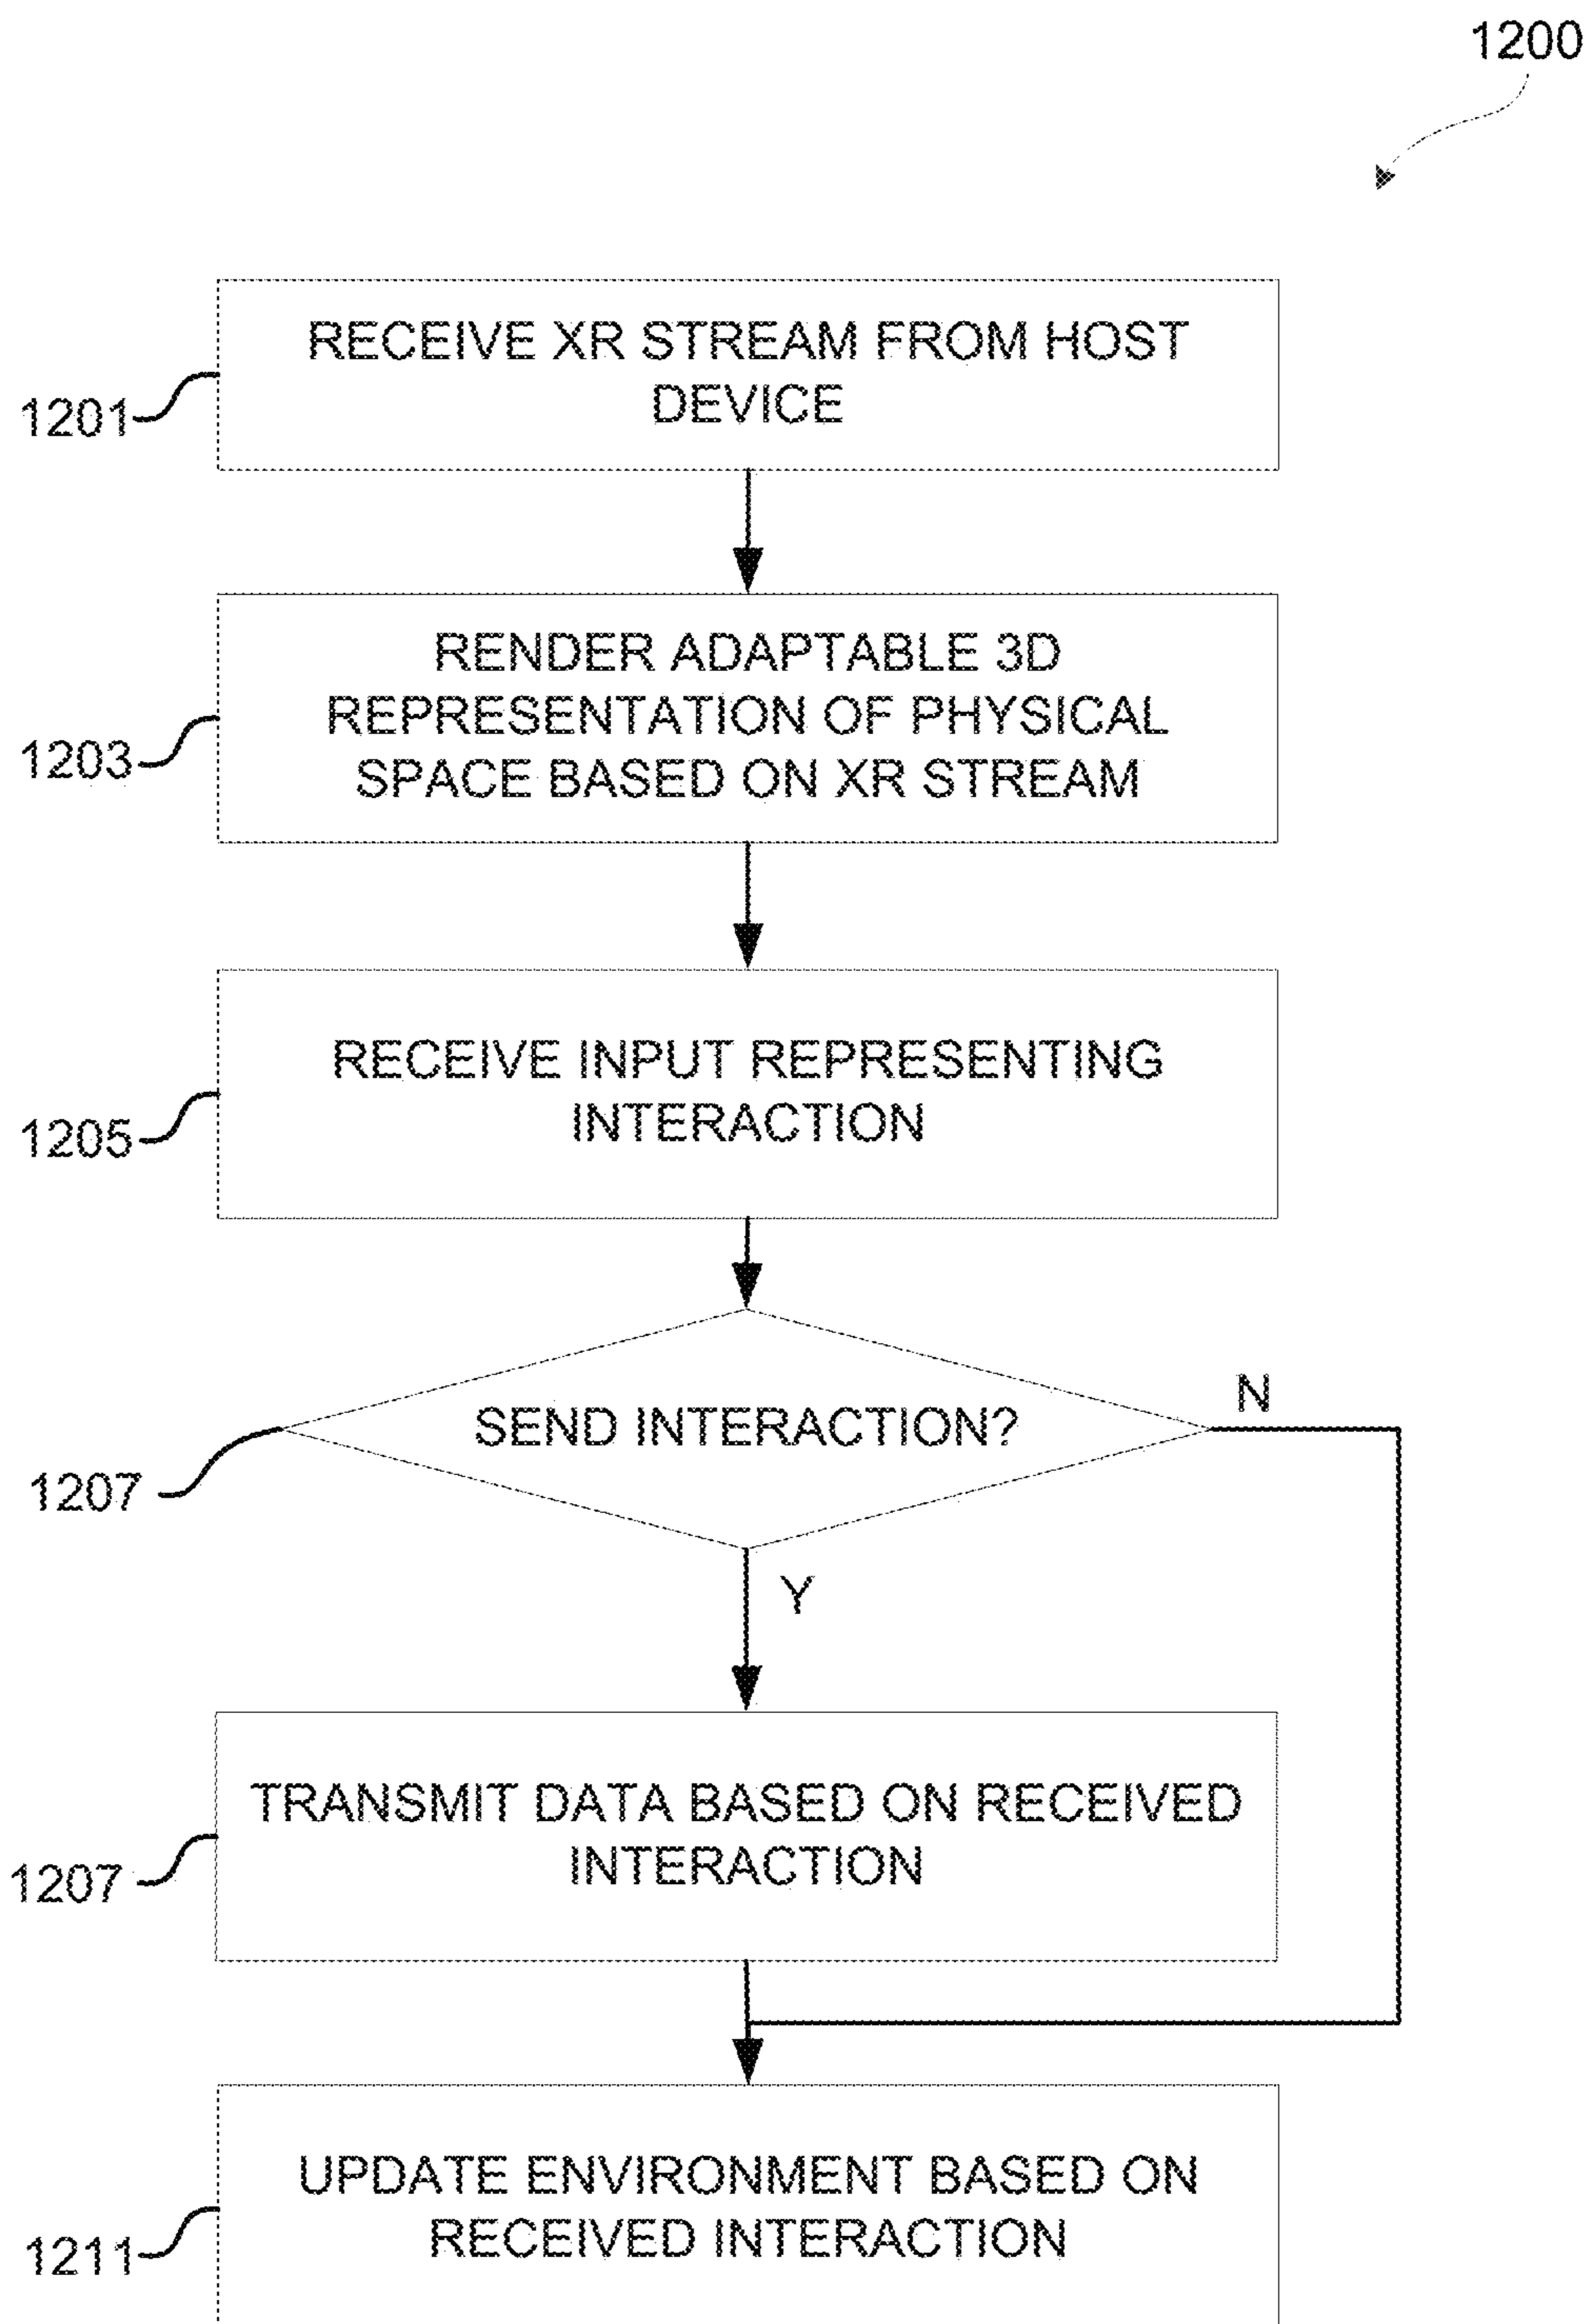 1200
RECEIVE XR STREAM FROM HOST
DEVICE
1201
RENDER ADAPTABLE 3D
REPRESENTATION OF PHYSICAL
SPACE BASED ON XR STREAM
1203
RECEIVE INPUT REPRESENTING
INTERACTION
1205
SEND INTERACTION?
N
1207
Y
TRANSMIT DATA BASED ON RECEIVED
INTERACTION
1207
UPDATE ENVIRONMENT BASED ON
RECEIVED INTERACTION
1211